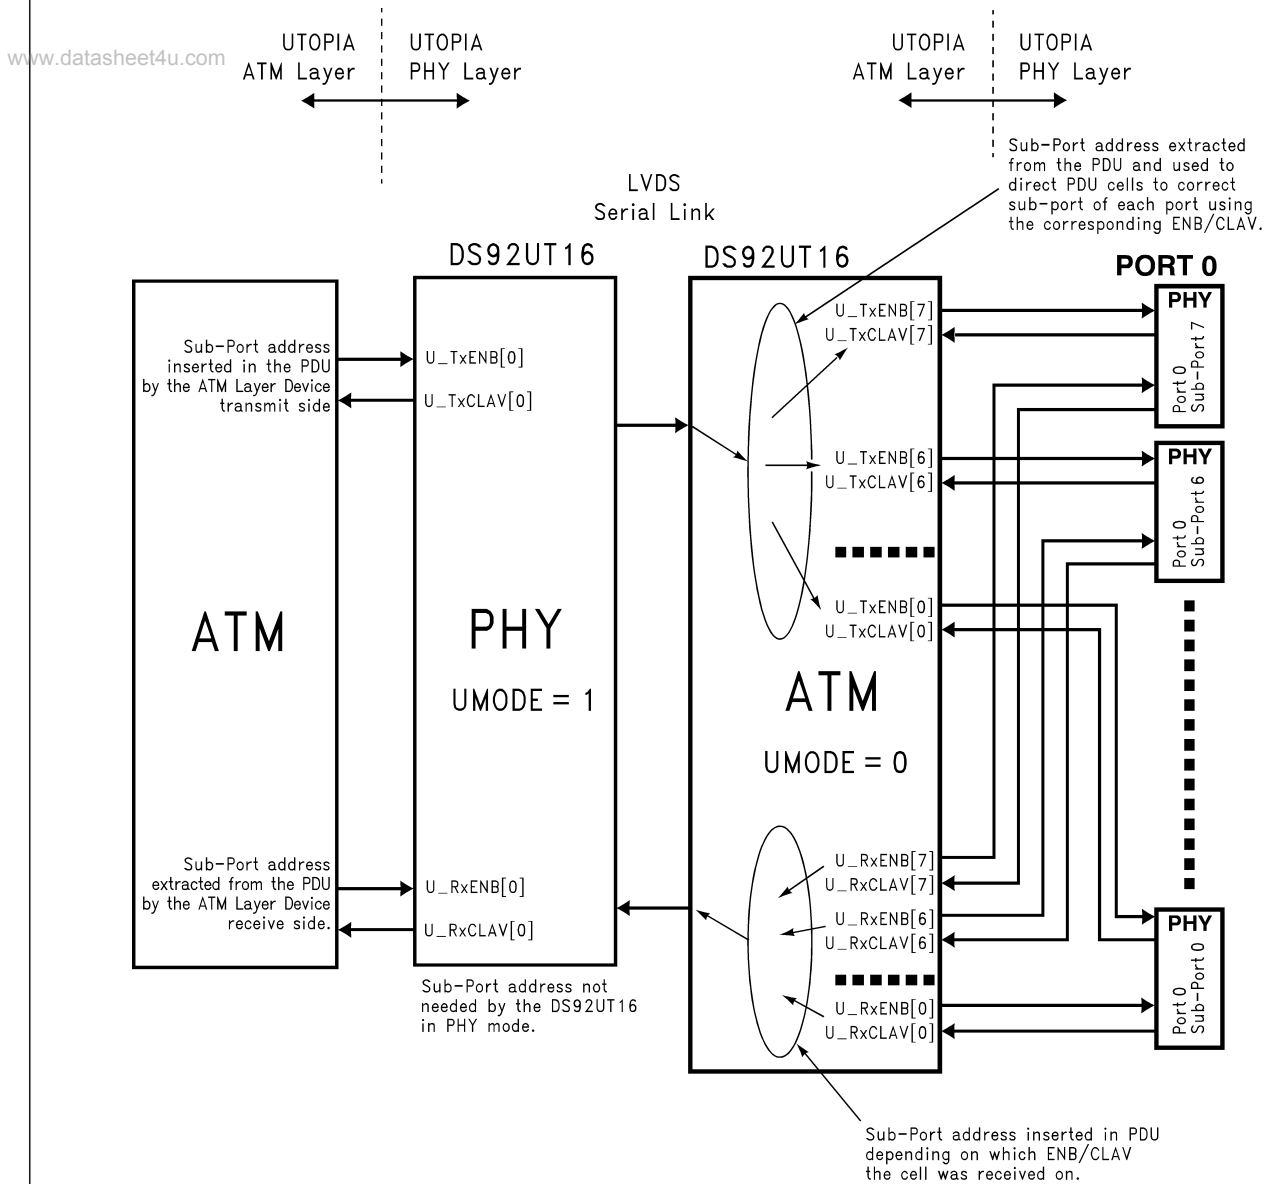 www.datasheet4u.com
UTOPIA
ATM Layer
UTOPIA
PHY Layer
UTOPIA
ATM Layer
UTOPIA
PHY Layer
Sub-Port address extracted
from the PDU and used to
direct PDU cells to correct
sub-port of each port using
the corresponding ENB/CLAV.
LVDS
Serial Link
DS92UT16
DS92UT16
PORT 0
Sub-Port address
inserted in the PDU
by the ATM Layer Device
transmit side
ATM
Sub-Port address
extracted from the PDU
by the ATM Layer Device
receive side.
U_TxENB[0]
U_TxCLAV[0]
PHY
UMODE = 1
U_RxENB[0]
U_RxCLAV[0]
Sub-Port address not
needed by the DS92UT16
in PHY mode.
U_TxENB[7]
U_TxCLAV[7]
U_TxENB[6]
U_TxCLAV[6]
U_TxENB[0]
U_TxCLAV[0]
ATM
UMODE = 0
U_RxENB[7]
U_RxCLAV[7]
U_RxENB[6]
U_RxCLAV[6]
U_RxENB[0]
U_RxCLAV[0]
PHY
Port 0
Sub-Port 7
PHY
Port 0
Sub-Port 6
PHY
Port 0
Sub-Port 0
Sub-Port address inserted in PDU
depending on which ENB/CLAV
the cell was received on.